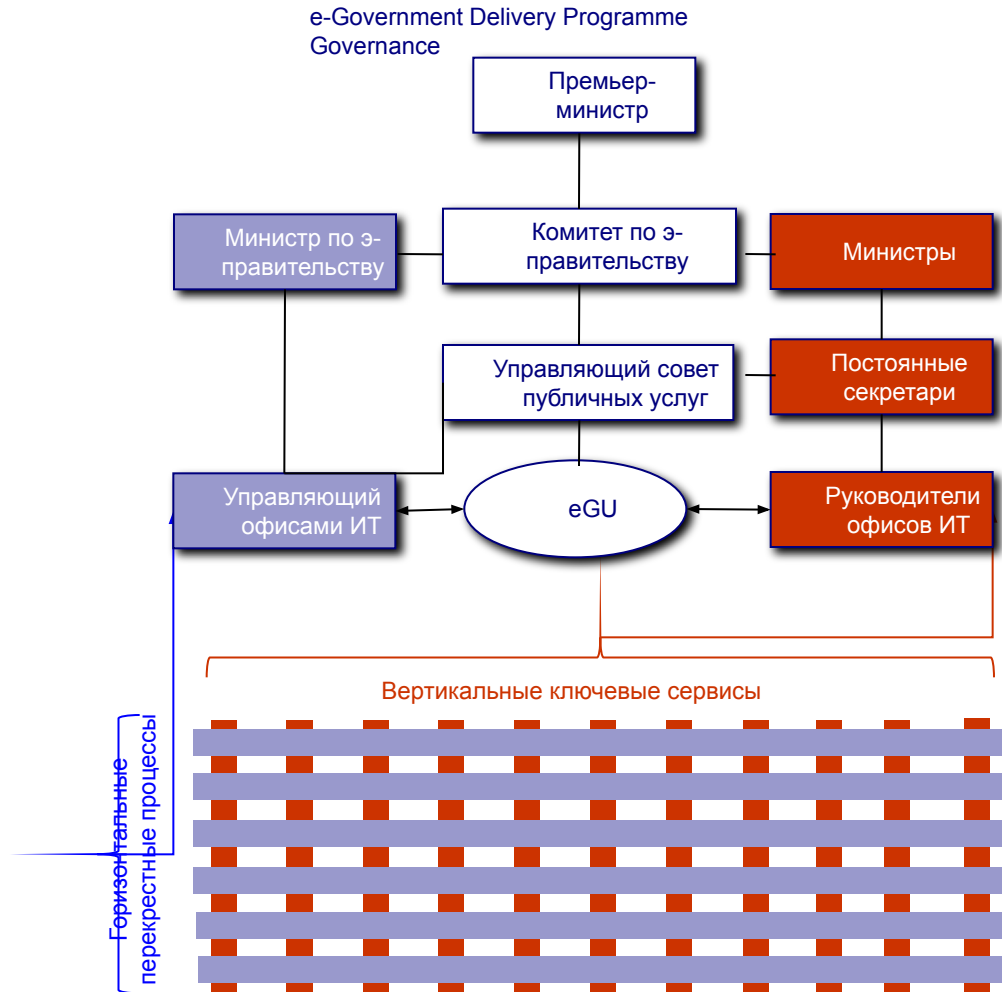 e-Government Delivery Programme
Governance
Премьер-
министр
Министр по э-
правительству
Комитет по э-
правительству
Министры
Управляющий совет
публичных услуг
Постоянные
секретари
Управляющий
офисами ИТ
eGU
Руководители
офисов ИТ
Вертикальные ключевые сервисы
Горизонтальные
перекрестные процессы